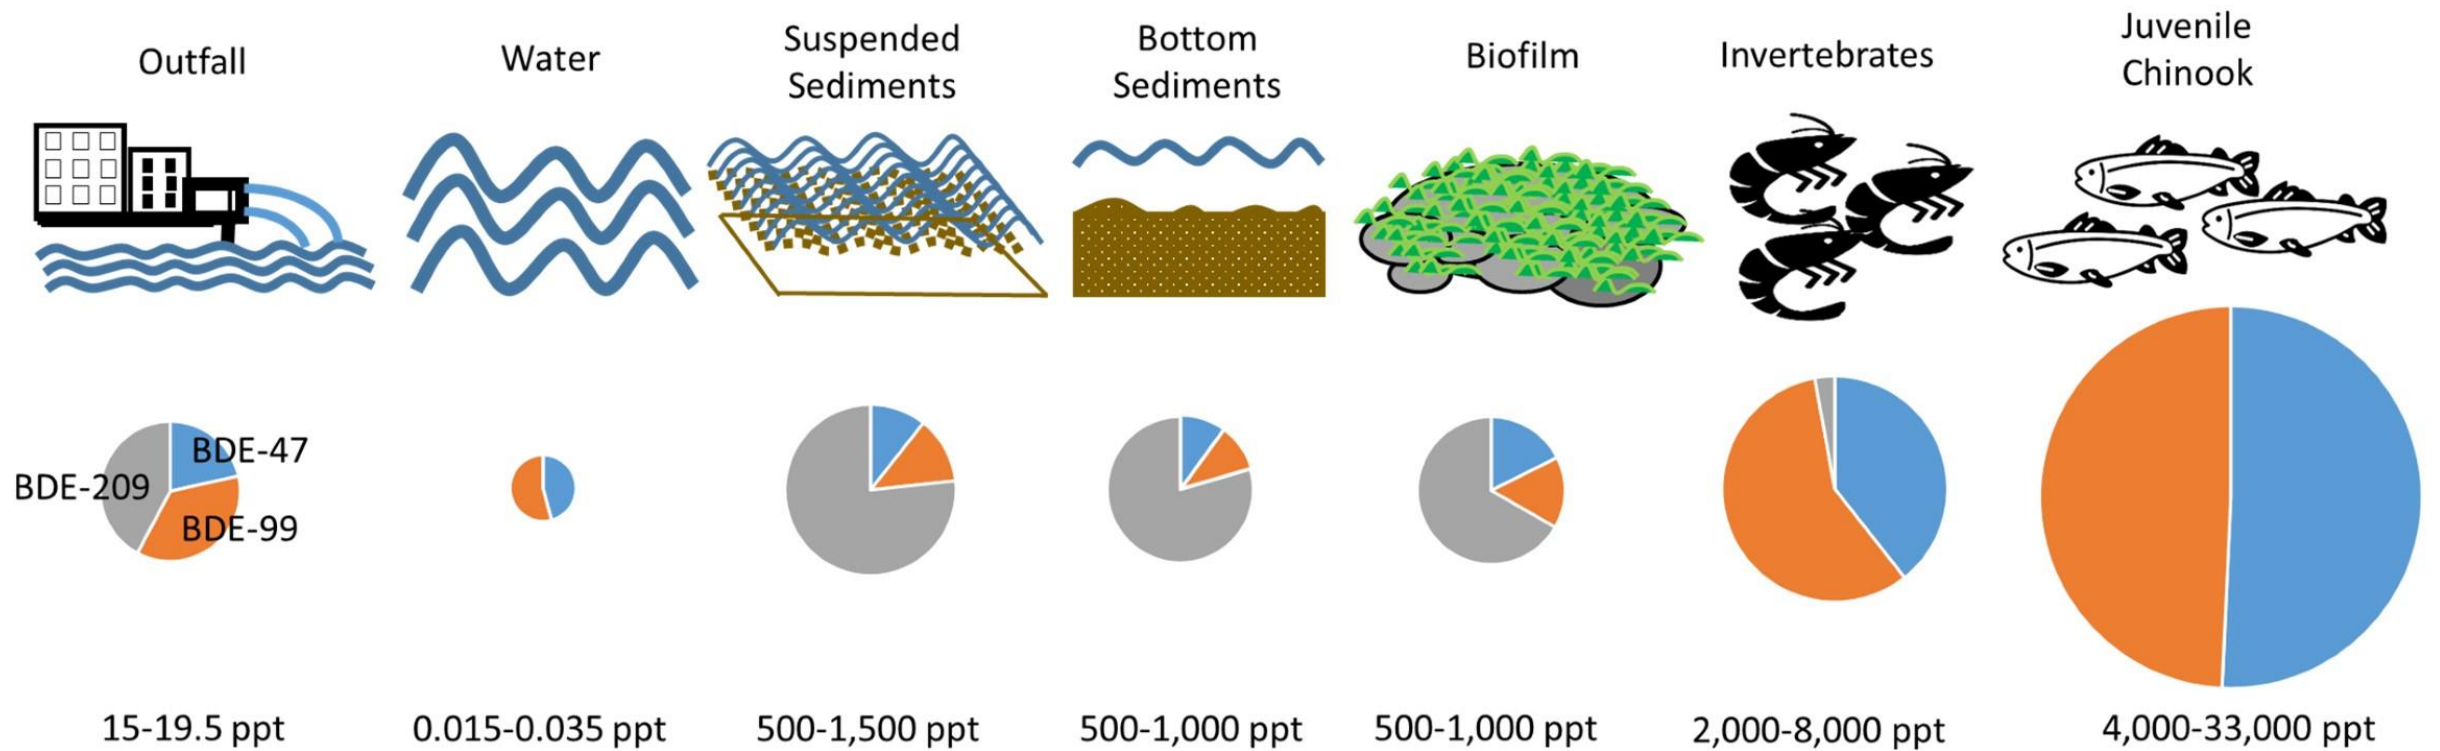 Outfall
Water
Suspended
Sediments
Bottom
Sediments
Biofilm
Invertebrates
Juvenile
Chinook
BDE-47
BDE-209
BDE-99
15-19.5 ppt
0.015-0.035 ppt
500-1,500 ppt
500-1,000 ppt
500-1,000 ppt
2,000-8,000 ppt
4,000-33,000 ppt